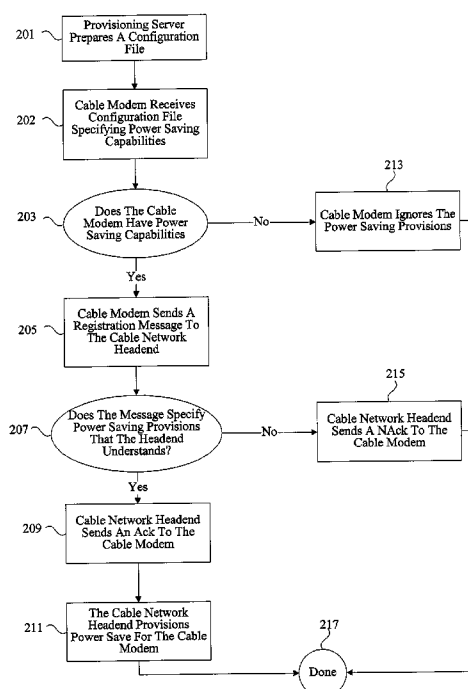 201
Provisioning Server
Prepares A Configuration
File
202
Cable Modem Receives
Configuration File
Specifying Power Saving
Capabilities
203
Does The Cable
Modem Have Power
Saving Capabilities
No
213
Cable Modem Ignores The
Power Saving Provisions
Yes
205
Cable Modem Sends A
Registration Message To
The Cable Network
Headend
207
Does The Message Specify
Power Saving Provisions
That The Headend
Understands?
No
215
Cable Network Headend
Sends A NAck To The
Cable Modem
Yes
209
Cable Network Headend
Sends An Ack To The
Cable Modem
211
The Cable Network
Headend Provisions
Power Save For The Cable
Modem
217
Done